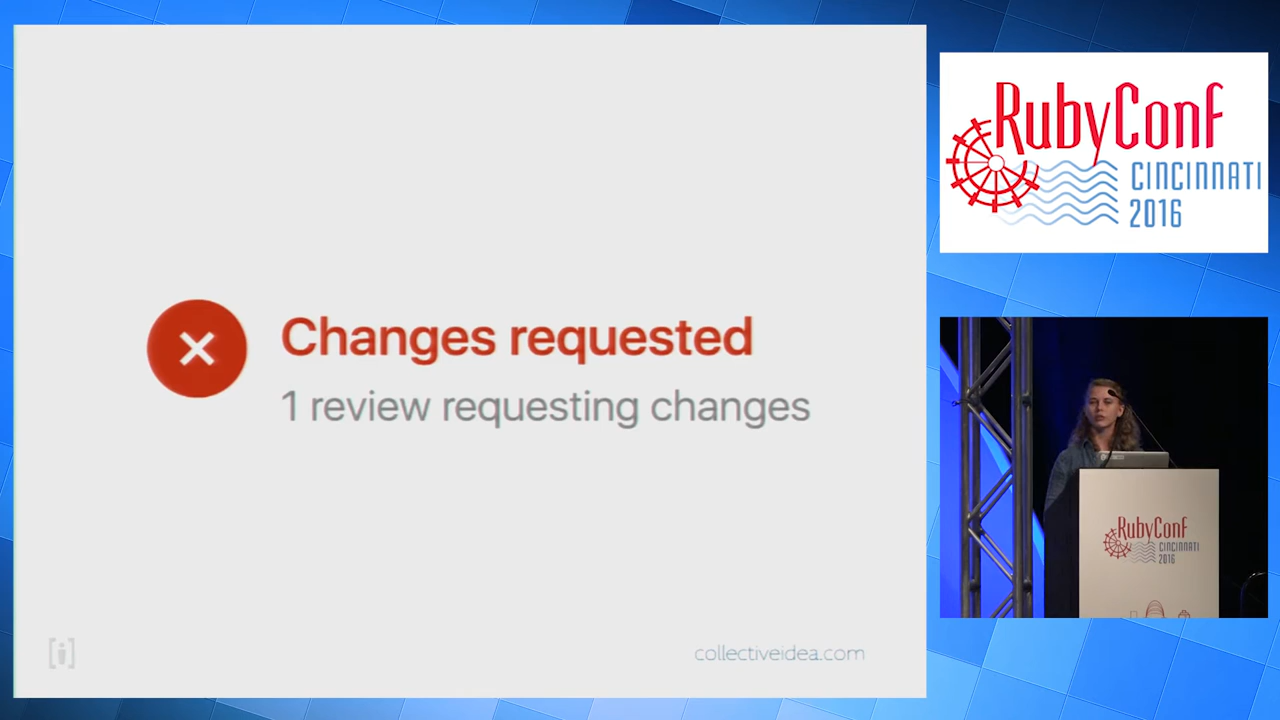 Changes requested
1 review requesting changes
[i]
collectiveidea.com
RubyConf
CINCINNATI
2016
RubyConf
CINCINNATI
2016